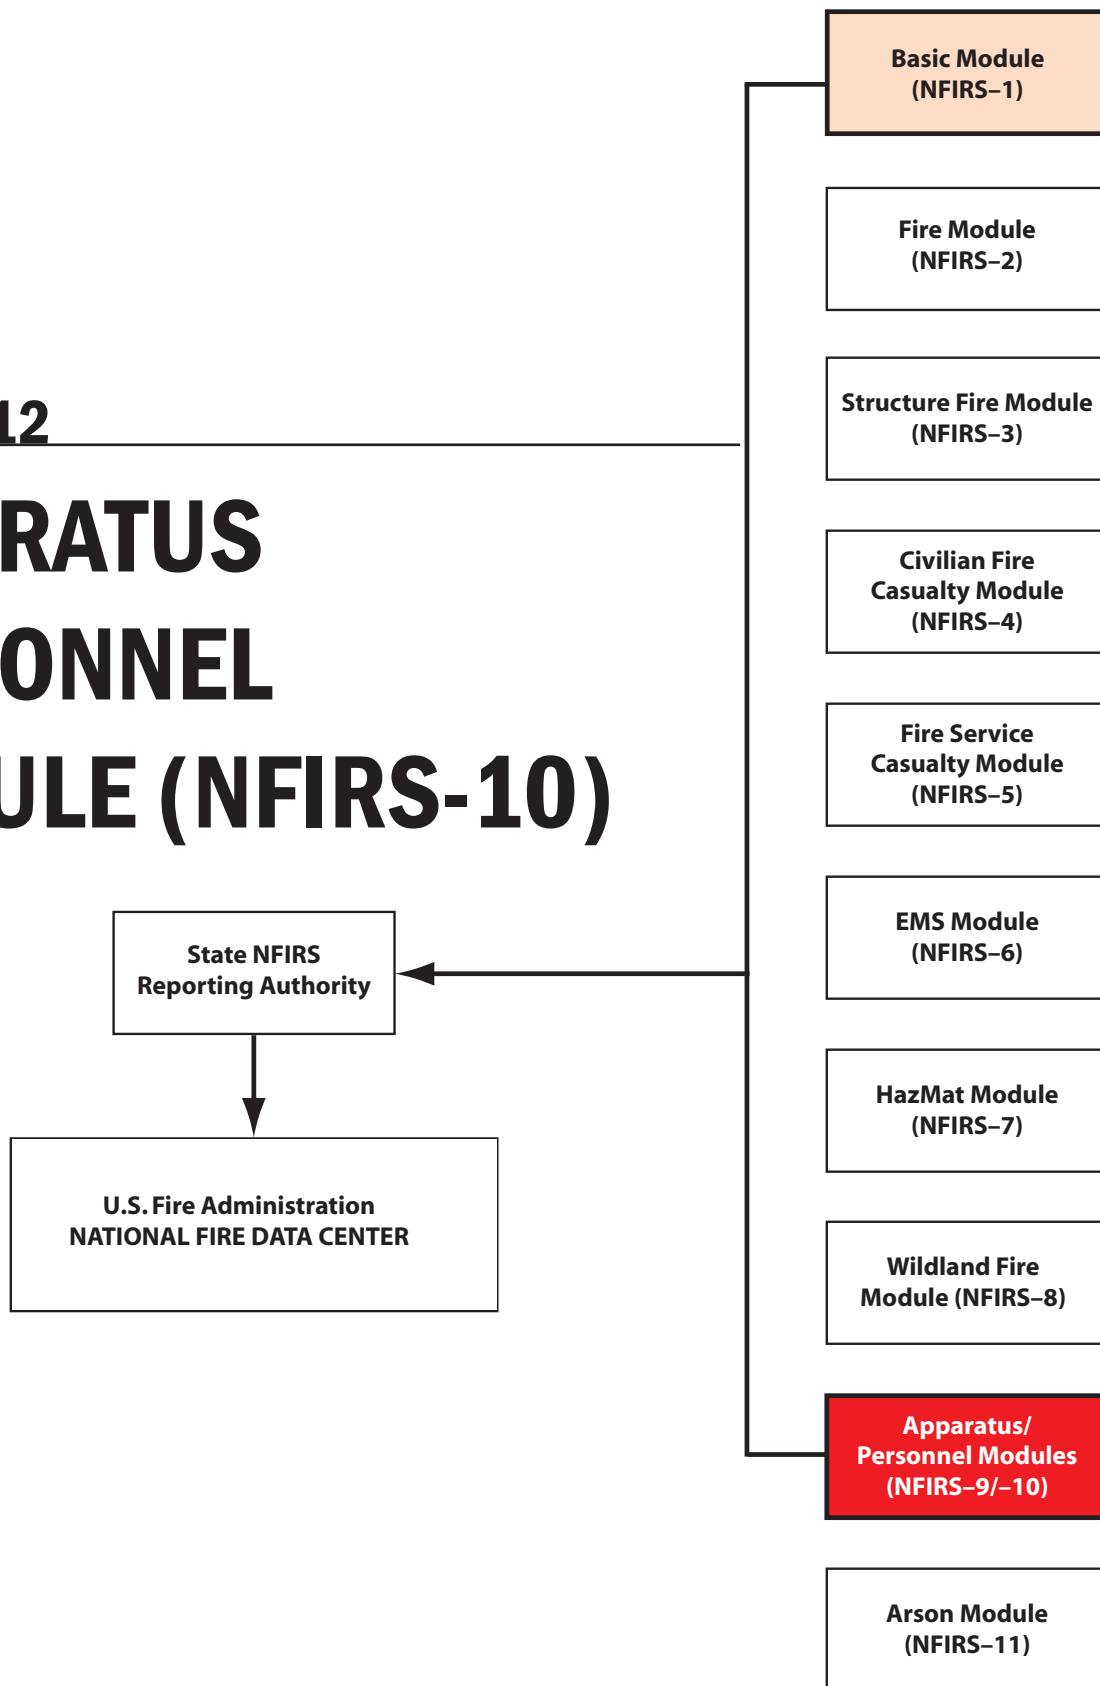 12
RATUS
ONNEL
ULE (NFIRS-10)
State NFIRS
Reporting Authority
U.S. Fire Administration
NATIONAL FIRE DATA CENTER
Basic Module
(NFIRS–1)
Fire Module
(NFIRS–2)
Structure Fire Module
(NFIRS–3)
Civilian Fire
Casualty Module
(NFIRS–4)
Fire Service
Casualty Module
(NFIRS–5)
EMS Module
(NFIRS–6)
HazMat Module
(NFIRS–7)
Wildland Fire
Module (NFIRS–8)
Apparatus/
Personnel Modules
(NFIRS–9/–10)
Arson Module
(NFIRS–11)